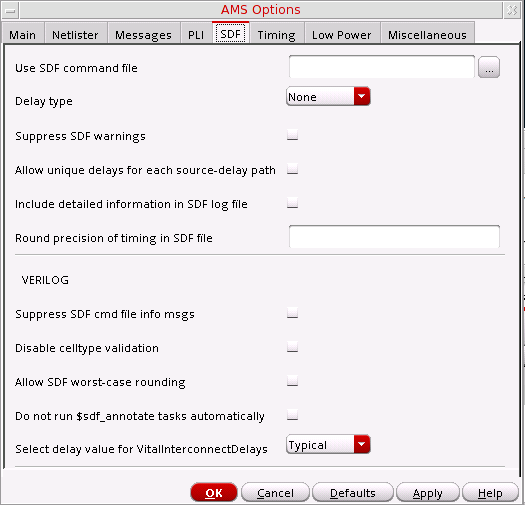 AMS Options
Main Netlister Messages PLI SDF Timing Low Power Miscellaneous
Use SDF command file ...
Delay type None
Suppress SDF warnings
Allow unique delays for each source-delay path
Include detailed information in SDF log file
Round precision of timing in SDF file
VERILOG
Suppress SDF cmd file info msgs
Disable celltype validation
Allow SDF worst-case rounding
Do not run $sdf_annotate tasks automatically
Select delay value for VitalInterconnectDelays Typical
OK Cancel Defaults Apply Help